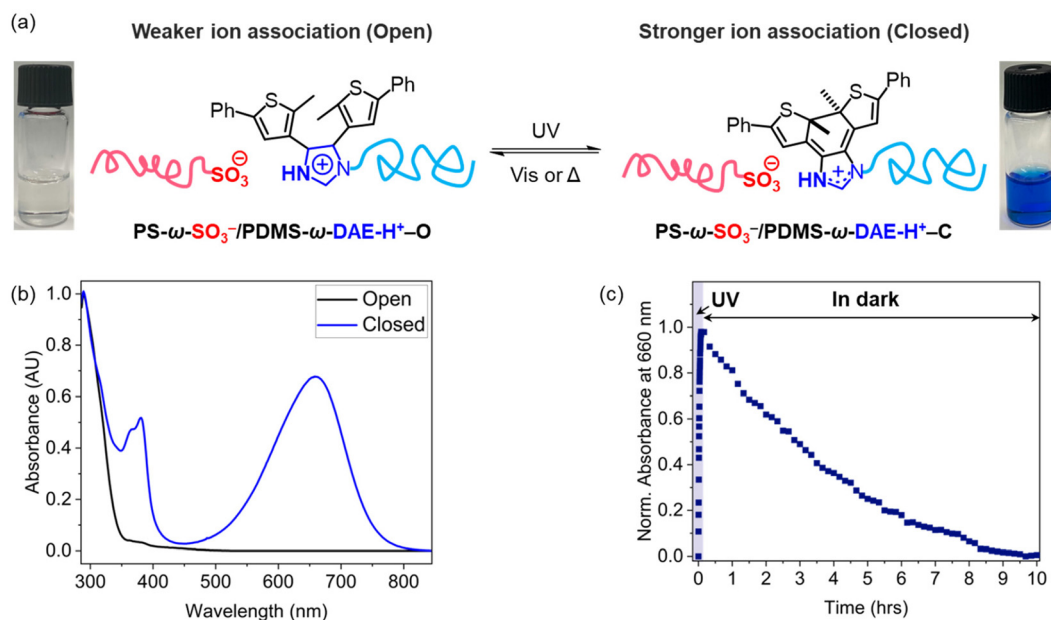 (a)
Weaker ion association (Open)
Stronger ion association (Closed)
Ph
S
S
Ph
Ph
S
S
Ph
UV
Vis or Δ
SO₃⊖
HN
⊕
N
SO₃⊖
HN
+
N
PS-ω-SO₃⁻/PDMS-ω-DAE-H⁺–O
PS-ω-SO₃⁻/PDMS-ω-DAE-H⁺–C
(b)
Open
Closed
Absorbance (AU)
1.0
0.8
0.6
0.4
0.2
0.0
300 400 500 600 700 800
Wavelength (nm)
(c)
UV
In dark
Norm. Absorbance at 660 nm
1.0
0.8
0.6
0.4
0.2
0.0
0 1 2 3 4 5 6 7 8 9 10
Time (hrs)